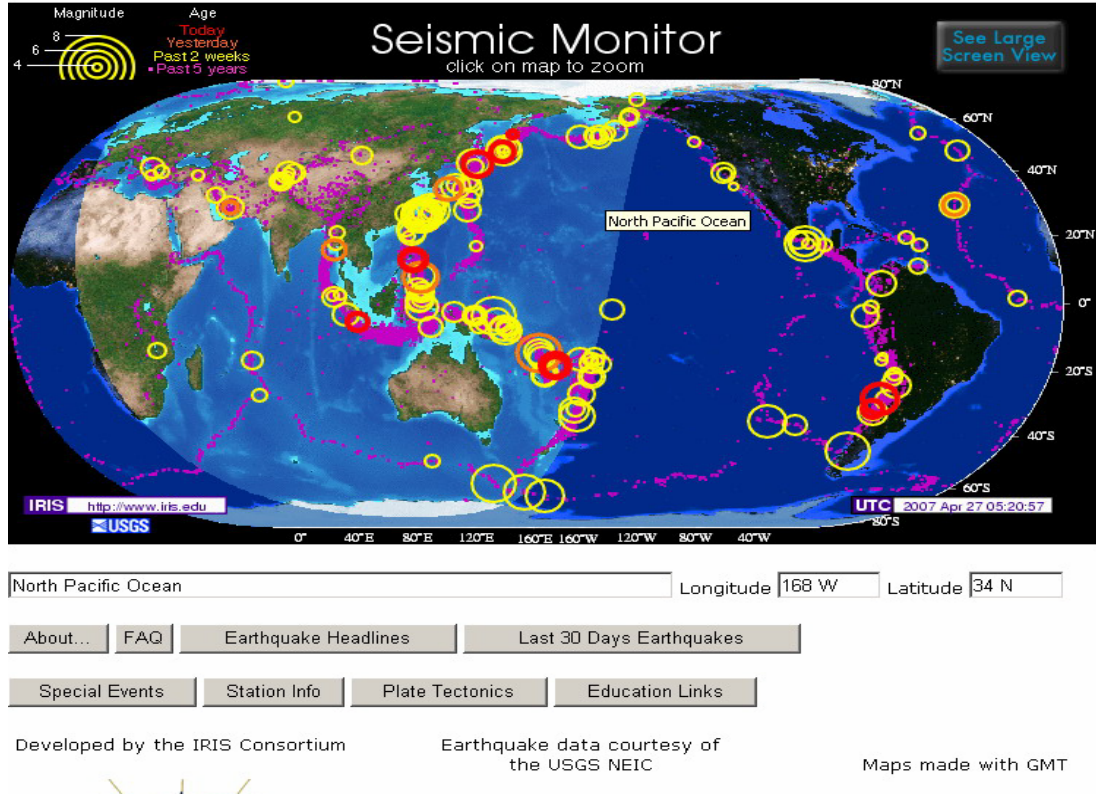 Magnitude
Age
8
6
4
Today
Yesterday
Past 2 weeks
Past 5 years
Seismic Monitor
click on map to zoom
See Large
Screen View
80°N
60°N
40°N
20°N
0°
20°S
40°S
60°S
80°S
North Pacific Ocean
IRIS http://www.iris.edu
USGS
UTC 2007 Apr 27 05:20:57
0° 40°E 80°E 120°E 160°E 160°W 120°W 80°W 40°W
North Pacific Ocean Longitude 168 W Latitude 34 N
About... FAQ Earthquake Headlines Last 30 Days Earthquakes
Special Events Station Info Plate Tectonics Education Links
Developed by the IRIS Consortium
Earthquake data courtesy of
the USGS NEIC
Maps made with GMT